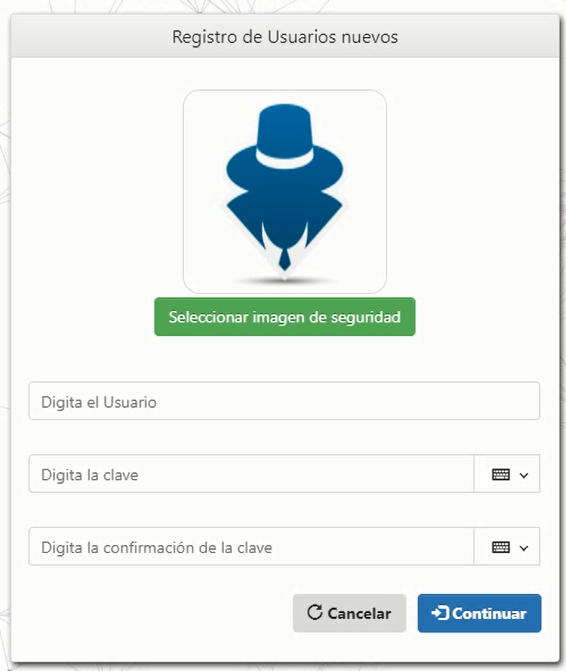 Registro de Usuarios nuevos
Seleccionar imagen de seguridad
Digita el Usuario
Digita la clave
Digita la confirmación de la clave
Cancelar Continuar